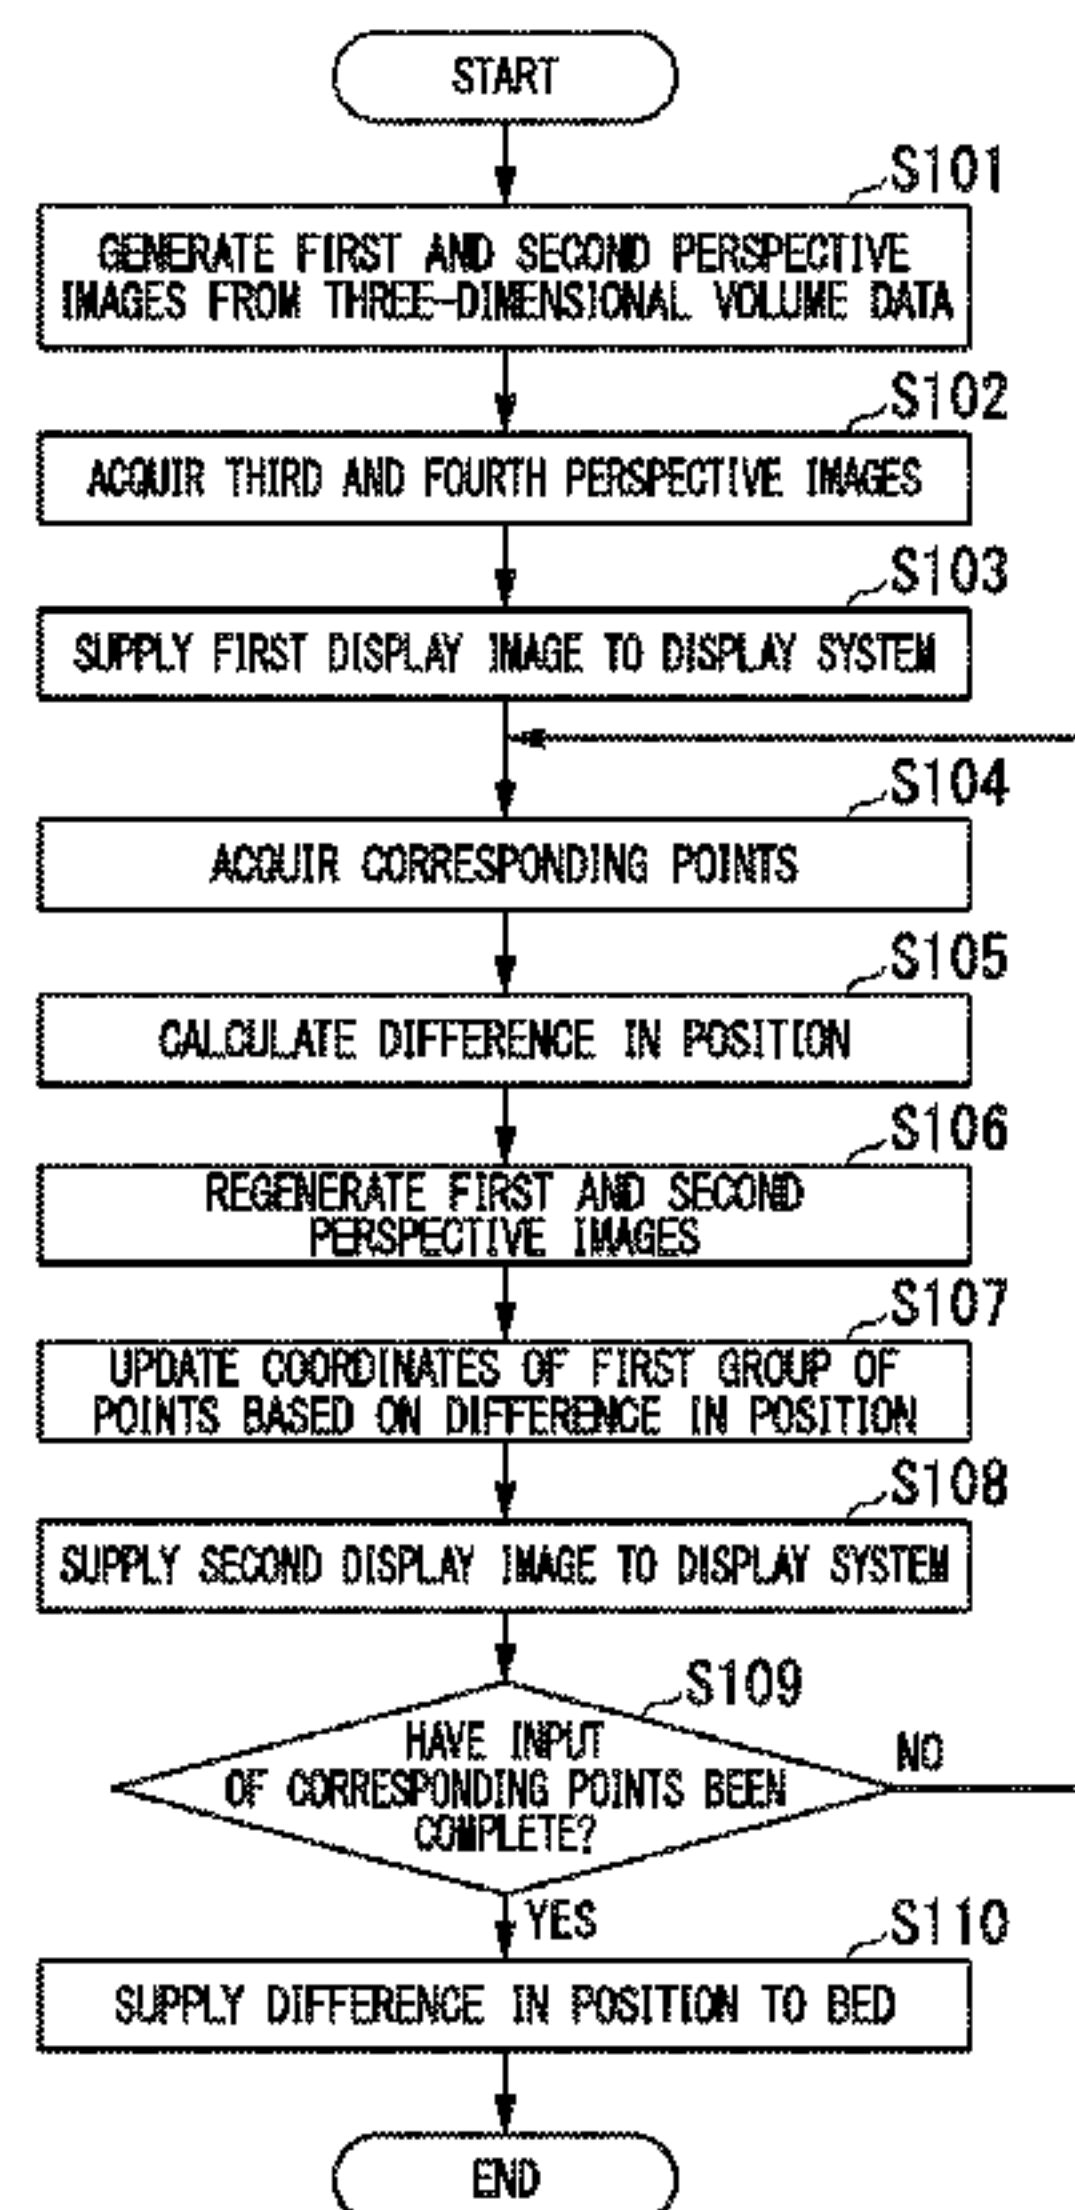 START
S101
GENERATE FIRST AND SECOND PERSPECTIVE
IMAGES FROM THREE-DIMENSIONAL VOLUME DATA
S102
ACQUIR THIRD AND FOURTH PERSPECTIVE IMAGES
S103
SUPPLY FIRST DISPLAY IMAGE TO DISPLAY SYSTEM
S104
ACQUIR CORRESPONDING POINTS
S105
CALCULATE DIFFERENCE IN POSITION
S106
REGENERATE FIRST AND SECOND
PERSPECTIVE IMAGES
S107
UPDATE COORDINATES OF FIRST GROUP OF
POINTS BASED ON DIFFERENCE IN POSITION
S108
SUPPLY SECOND DISPLAY IMAGE TO DISPLAY SYSTEM
S109
HAVE INPUT
OF CORRESPONDING POINTS BEEN
COMPLETE?
NO
YES
S110
SUPPLY DIFFERENCE IN POSITION TO BED
END